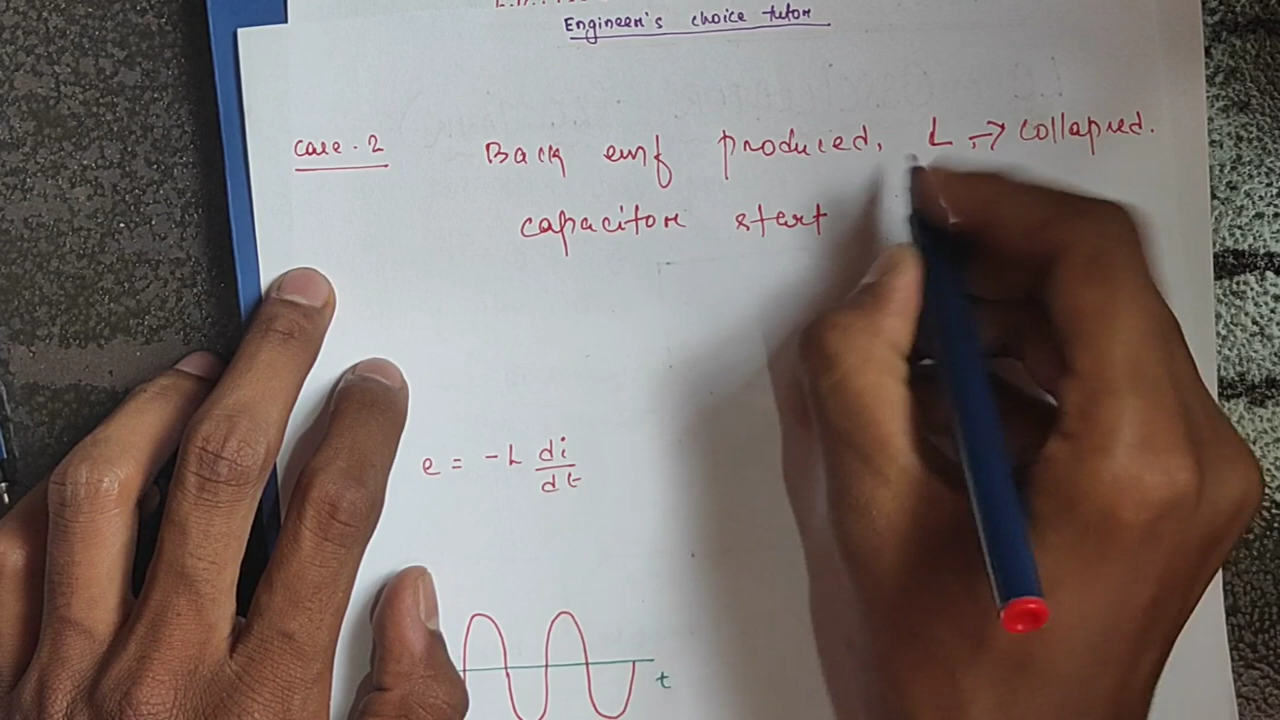 Engineer's choice tutor
case-2 Back emf produced, L → collapsed.
capacitor start
e = -L di/dt
t